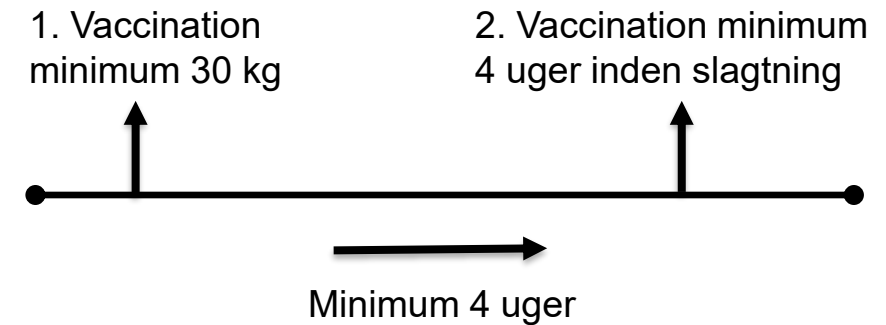 1. Vaccination
minimum 30 kg
2. Vaccination minimum
4 uger inden slagtning
Minimum 4 uger